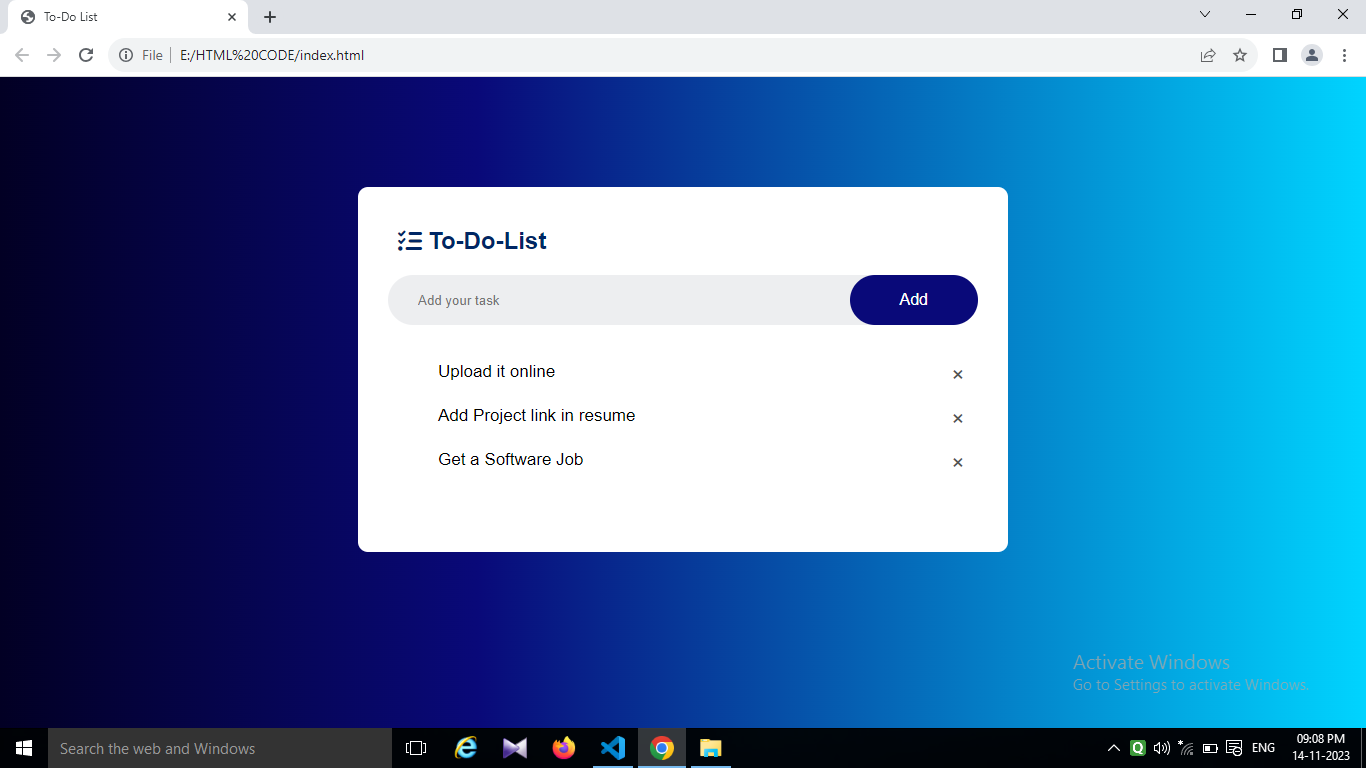 To-Do List
File
E:/HTML%20CODE/index.html
To-Do-List
Add your task
Add
Upload it online
Add Project link in resume
Get a Software Job
Activate Windows
Go to Settings to activate Windows.
Search the web and Windows
ENG
09:08 PM
14-11-2023